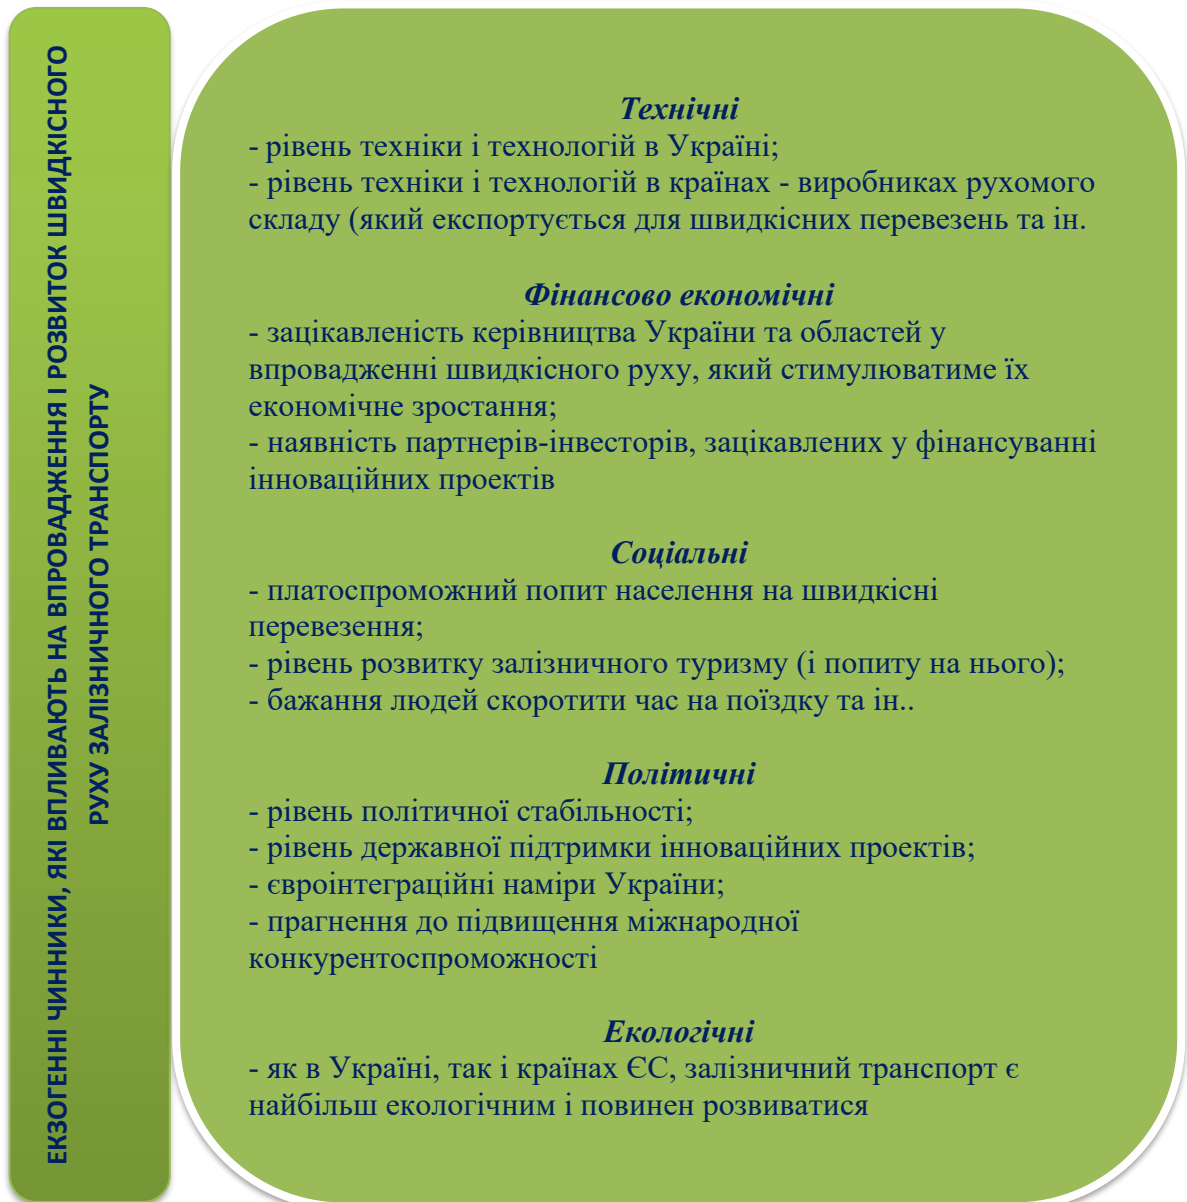 ЕКЗОГЕННІ ЧИННИКИ, ЯКІ ВПЛИВАЮТЬ НА ВПРОВАДЖЕННЯ І РОЗВИТОК ШВИДКІСНОГО
РУХУ ЗАЛІЗНИЧНОГО ТРАНСПОРТУ
Технічні
- рівень техніки і технологій в Україні;
- рівень техніки і технологій в країнах - виробниках рухомого
складу (який експортується для швидкісних перевезень та ін.
Фінансово економічні
- зацікавленість керівництва України та областей у
впровадженні швидкісного руху, який стимулюватиме їх
економічне зростання;
- наявність партнерів-інвесторів, зацікавлених у фінансуванні
інноваційних проектів
Соціальні
- платоспроможний попит населення на швидкісні
перевезення;
- рівень розвитку залізничного туризму (і попиту на нього);
- бажання людей скоротити час на поїздку та ін..
Політичні
- рівень політичної стабільності;
- рівень державної підтримки інноваційних проектів;
- євроінтеграційні наміри України;
- прагнення до підвищення міжнародної
конкурентоспроможності
Екологічні
- як в Україні, так і країнах ЄС, залізничний транспорт є
найбільш екологічним і повинен розвиватися